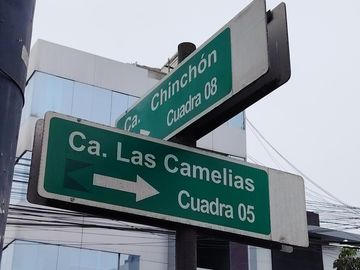 Ca. Chinchón
Cuadra 08
Ca. Las Camelias
Cuadra 05